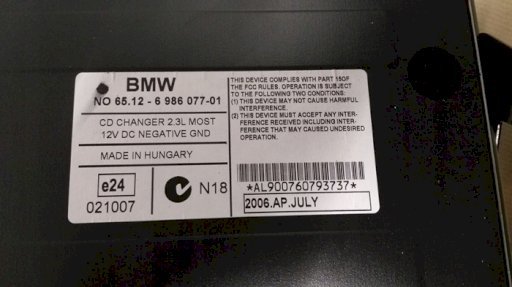 BMW
NO 65.12 - 6 986 077-01
CD CHANGER 2.3L MOST
12V DC NEGATIVE GND
MADE IN HUNGARY
e24
021007
N18
THIS DEVICE COMPLIES WITH PART 15OF
THE FCC RULES. OPERATION IS SUBJECT
TO THE FOLLOWING TWO CONDITIONS:
(1) THIS DEVICE MAY NOT CAUSE HARMFUL
INTERFERENCE.
(2) THIS DEVICE MUST ACCEPT ANY INTER-
FERENCE RECEIVED INCLUDING INTER-
FERENCE THAT MAY CAUSED UNDESIRED
OPERATION.
*AL900760793737*
2006.AP.JULY